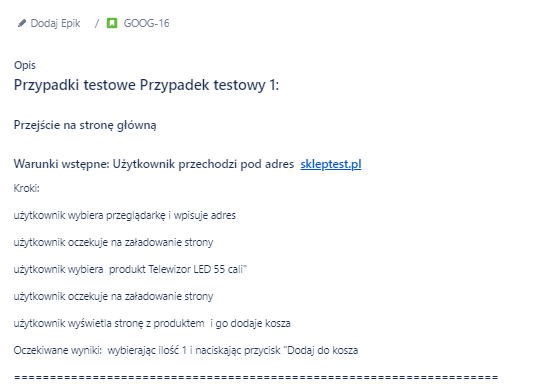 Dodaj Epik / GOOG-16
Opis
Przypadki testowe Przypadek testowy 1:
Przejście na stronę główną
Warunki wstępne: Użytkownik przechodzi pod adres skleptest.pl
Kroki:
użytkownik wybiera przeglądarkę i wpisuje adres
użytkownik oczekuje na załadowanie strony
użytkownik wybiera produkt Telewizor LED 55 cali"
użytkownik oczekuje na załadowanie strony
użytkownik wyświetla stronę z produktem i go dodaje kosza
Oczekiwane wyniki: wybierając ilość 1 i naciskając przycisk "Dodaj do kosza
=====================================================================